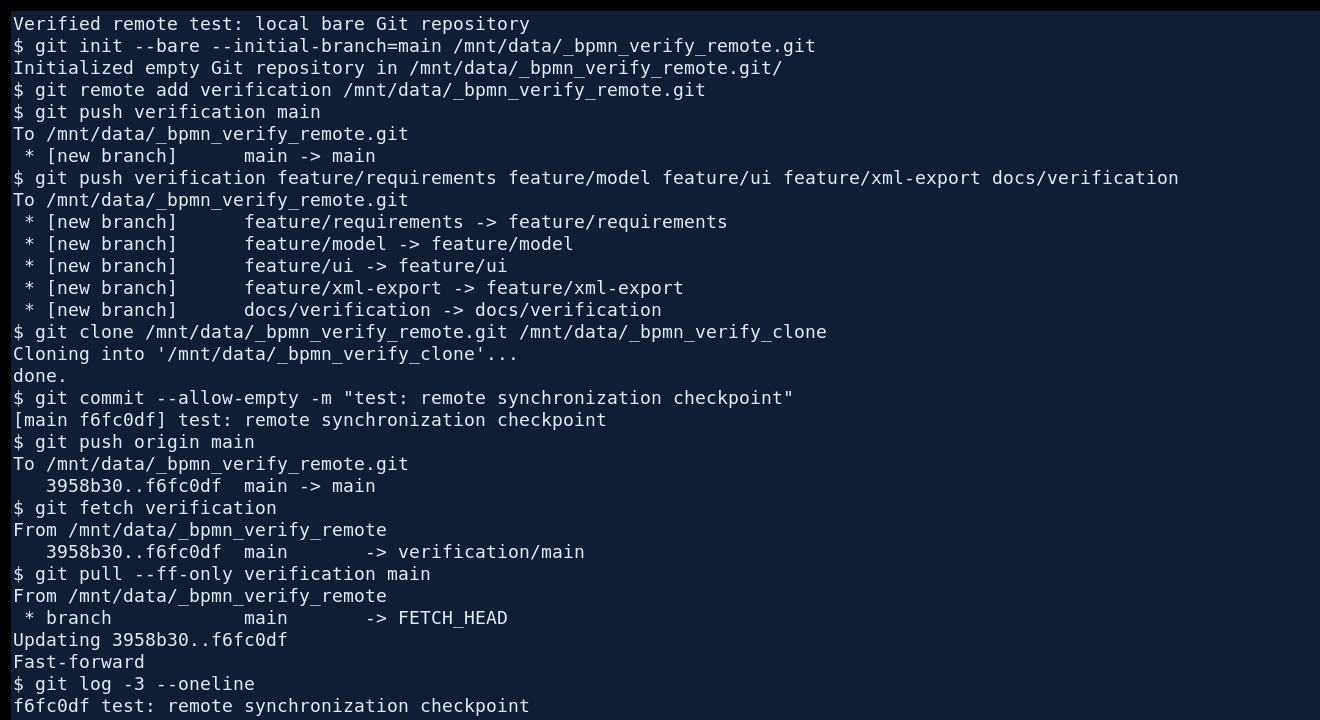 Verified remote test: local bare Git repository
$ git init --bare --initial-branch=main /mnt/data/_bpmn_verify_remote.git
Initialized empty Git repository in /mnt/data/_bpmn_verify_remote.git/
$ git remote add verification /mnt/data/_bpmn_verify_remote.git
$ git push verification main
To /mnt/data/_bpmn_verify_remote.git
 * [new branch]      main -> main
$ git push verification feature/requirements feature/model feature/ui feature/xml-export docs/verification
To /mnt/data/_bpmn_verify_remote.git
 * [new branch]      feature/requirements -> feature/requirements
 * [new branch]      feature/model -> feature/model
 * [new branch]      feature/ui -> feature/ui
 * [new branch]      feature/xml-export -> feature/xml-export
 * [new branch]      docs/verification -> docs/verification
$ git clone /mnt/data/_bpmn_verify_remote.git /mnt/data/_bpmn_verify_clone
Cloning into '/mnt/data/_bpmn_verify_clone'...
done.
$ git commit --allow-empty -m "test: remote synchronization checkpoint"
[main f6fc0df] test: remote synchronization checkpoint
$ git push origin main
To /mnt/data/_bpmn_verify_remote.git
   3958b30..f6fc0df  main -> main
$ git fetch verification
From /mnt/data/_bpmn_verify_remote
   3958b30..f6fc0df  main       -> verification/main
$ git pull --ff-only verification main
From /mnt/data/_bpmn_verify_remote
 * branch            main       -> FETCH_HEAD
Updating 3958b30..f6fc0df
Fast-forward
$ git log -3 --oneline
f6fc0df test: remote synchronization checkpoint